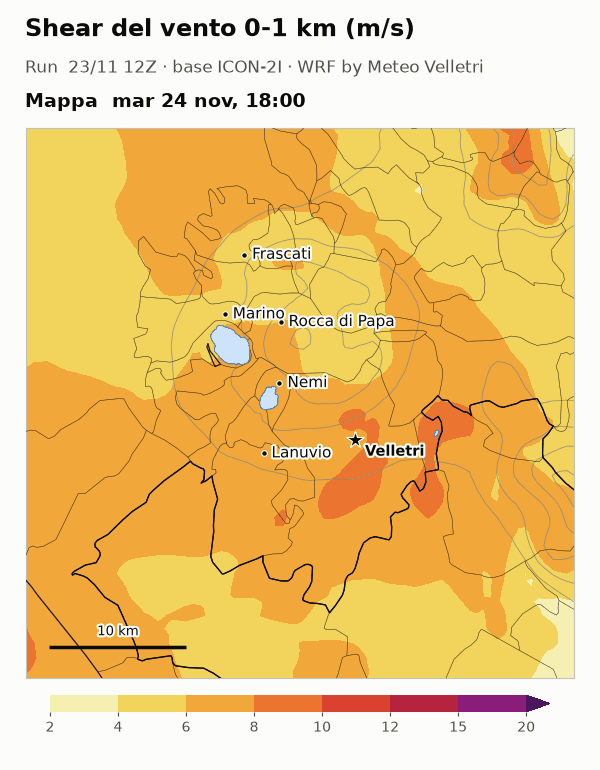 Shear del vento 0-1 km (m/s)
Run  23/11 12Z · base ICON-2I · WRF by Meteo Velletri
Mappa  mar 24 nov, 18:00
Frascati
Marino
Rocca di Papa
Nemi
Lanuvio
Velletri
10 km
2 4 6 8 10 12 15 20